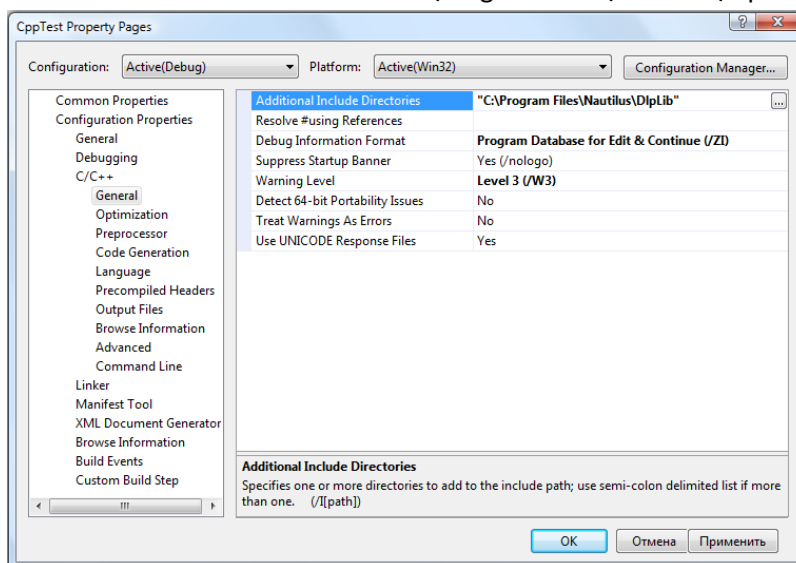 CppTest Property Pages
Configuration: Active(Debug) Platform: Active(Win32) Configuration Manager...
Common Properties
Configuration Properties
General
Debugging
C/C++
General
Optimization
Preprocessor
Code Generation
Language
Precompiled Headers
Output Files
Browse Information
Advanced
Command Line
Linker
Manifest Tool
XML Document Generator
Browse Information
Build Events
Custom Build Step
Additional Include Directories "C:\Program Files\Nautilus\DlpLib" ...
Resolve #using References
Debug Information Format Program Database for Edit & Continue (/ZI)
Suppress Startup Banner Yes (/nologo)
Warning Level Level 3 (/W3)
Detect 64-bit Portability Issues No
Treat Warnings As Errors No
Use UNICODE Response Files Yes
Additional Include Directories
Specifies one or more directories to add to the include path; use semi-colon delimited list if more
than one. (/I[path])
OK Отмена Применить